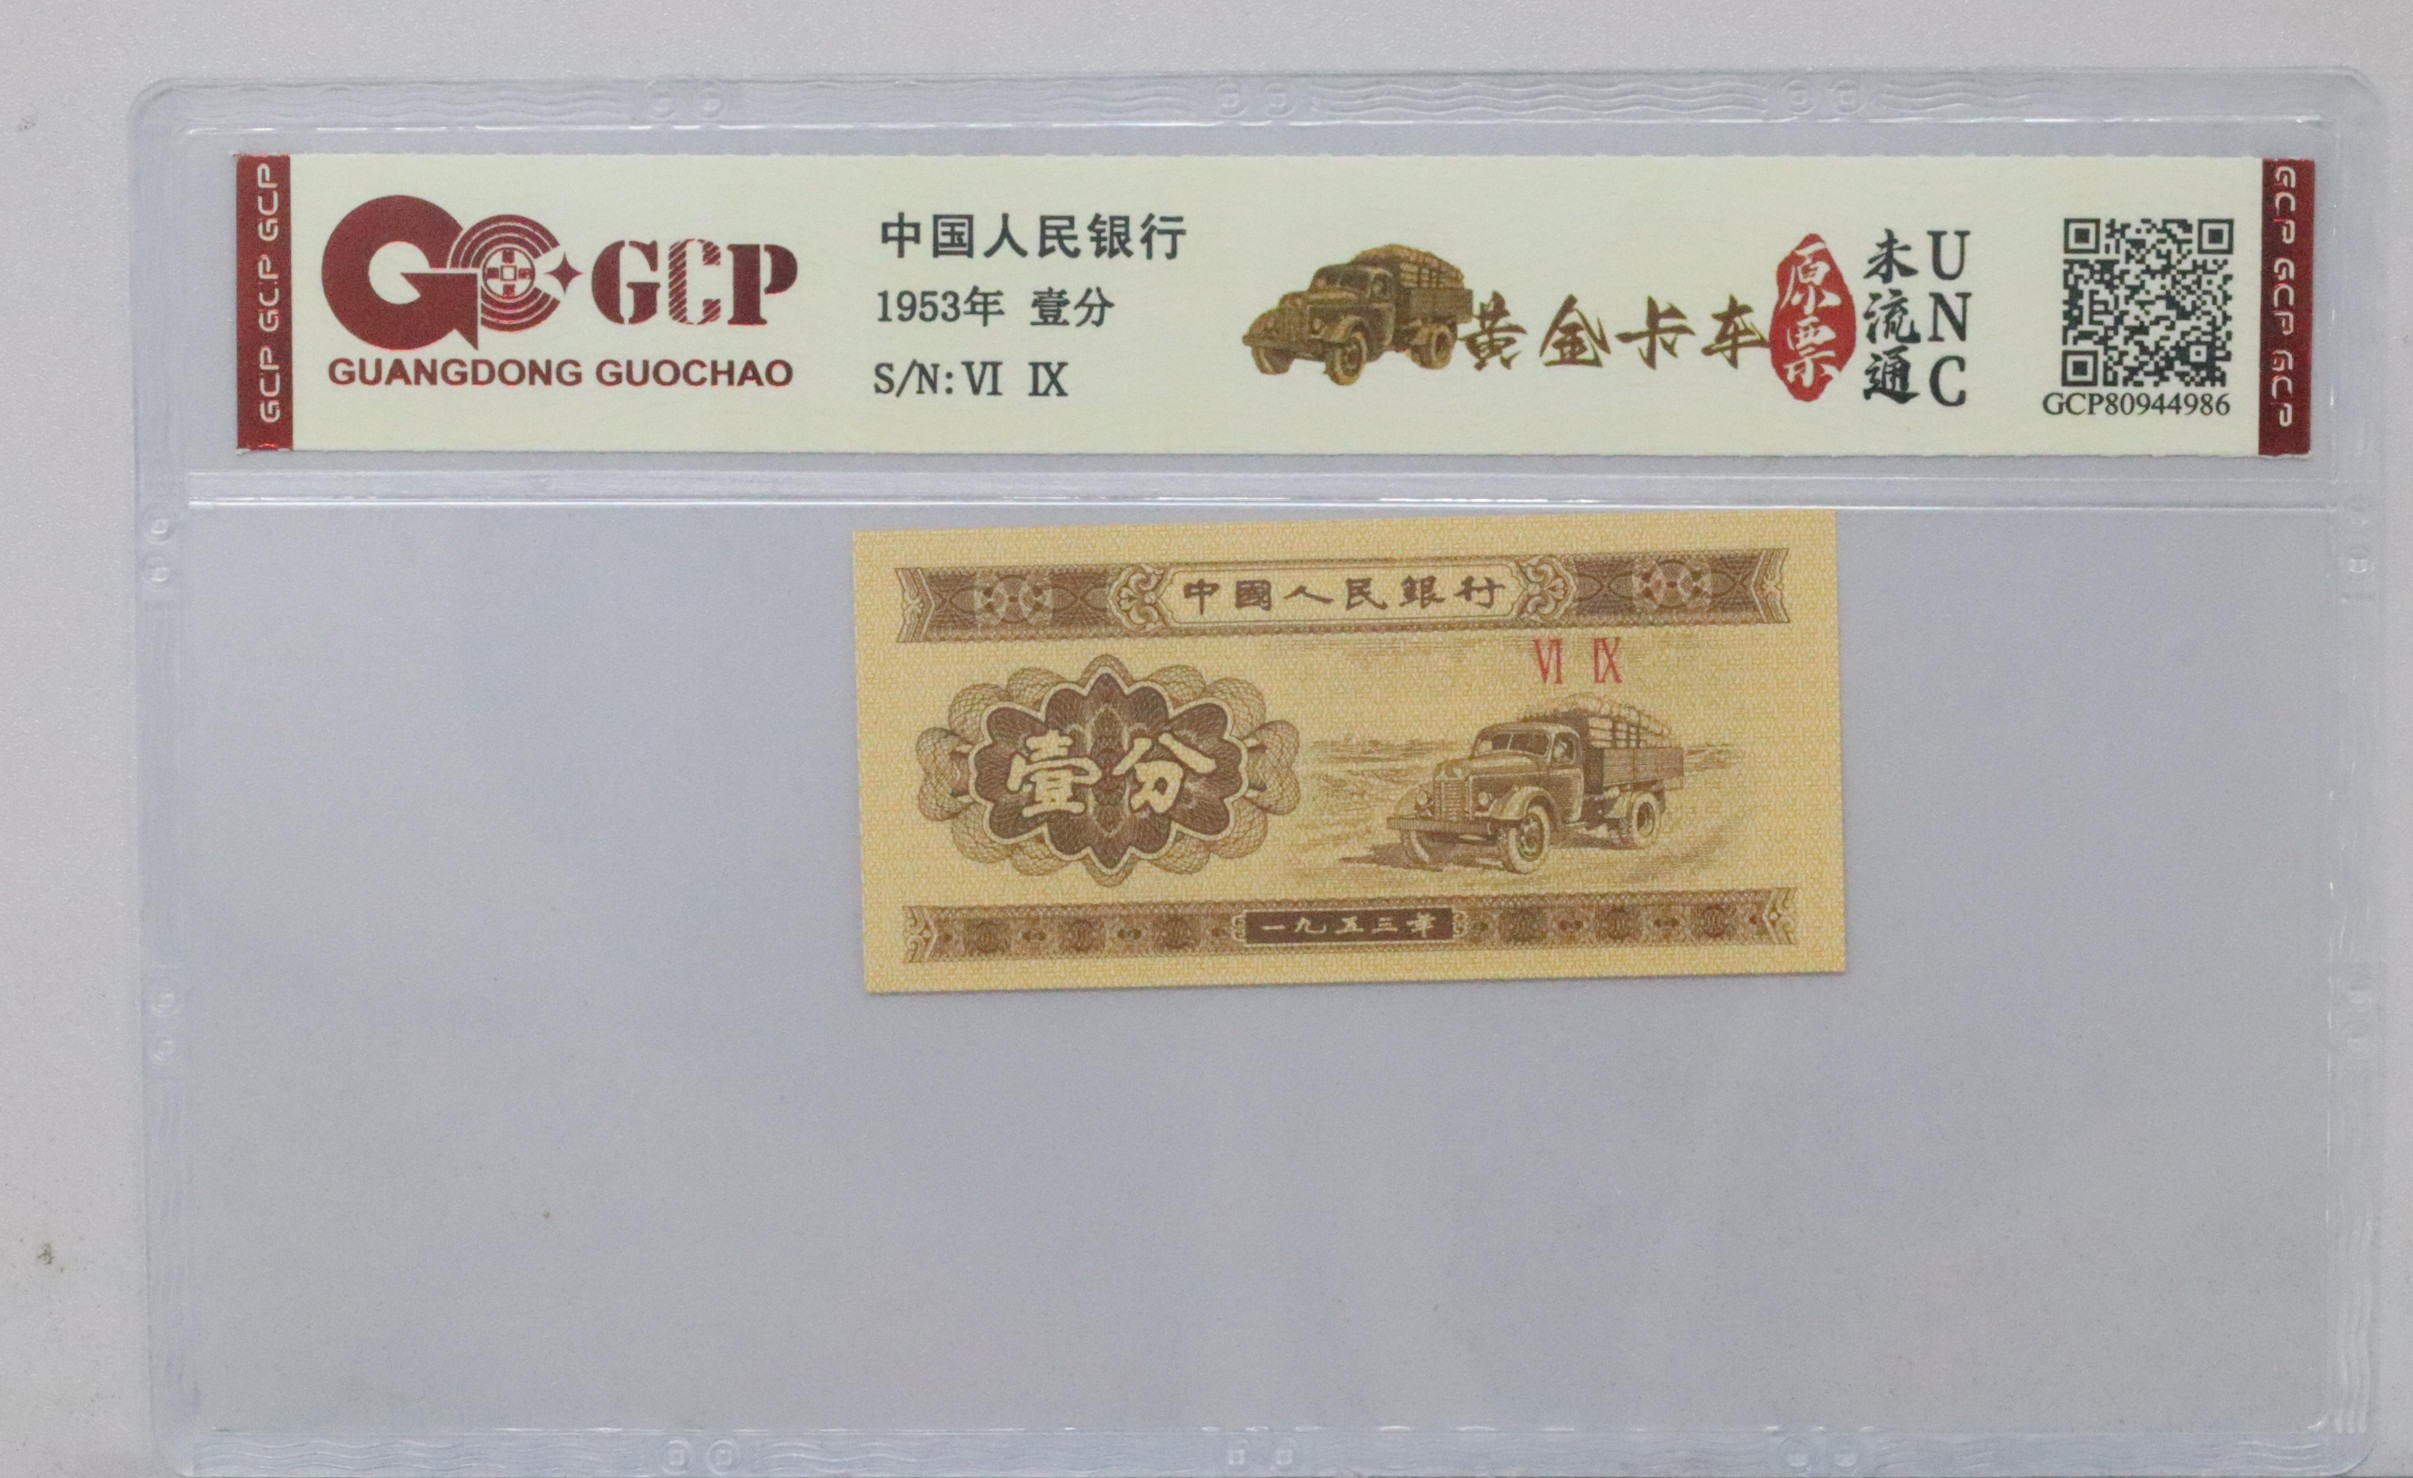 GCP GCP GCP
GCP
GUANGDONG GUOCHAO
中国人民银行
1953年 壹分
S/N: VI IX
黄金卡车
原票
未流通
UNC
GCP80944986
GCP GCP GCP
中國人民銀行
VI IX
壹分
一九五三年